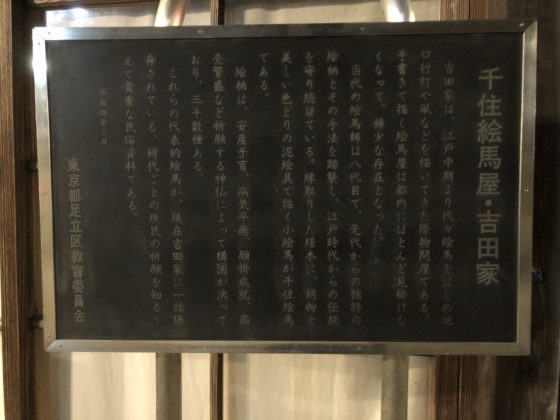 千住絵馬屋・吉田家
吉田家は、江戸中期より代々絵馬をはじめ地
口行灯や凧などを描いてきた際物問屋である。
手書きで描く絵馬屋は都内にほとんど見掛けな
くなって、稀少な存在となった。
当代の絵馬師は八代目で、先代からの独特の
絵柄とその手法を踏襲し、江戸時代からの伝統
を守り続けている。縁取りした経木に、胡粉と
美しい色どりの泥絵具で描く小絵馬が千住絵馬
である。
絵柄は、安産子育、病気平癒、願掛成就、商
売繁盛など祈願する神仏によって構図が決って
おり、三十数種ある。
これらの代表的絵馬が、現在吉田家に一括保
存されている。時代ごとの庶民の祈願を知るう
えで貴重な民俗資料である。
平成四年三月
東京都足立区教育委員会